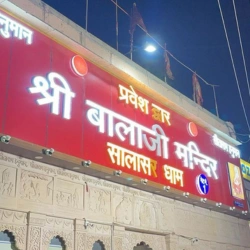 नुमान
श्री
प्रवेश द्वार
श्री बालाजी मन्दिर
सालासर धाम